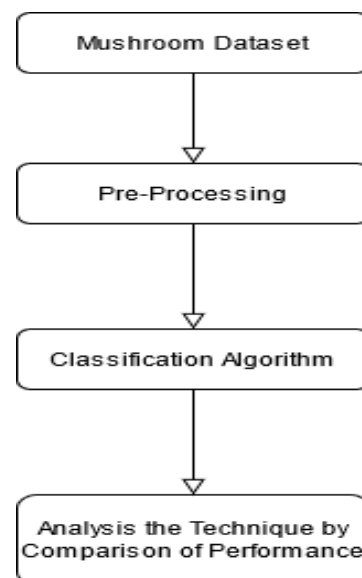 Mushroom Dataset
Pre-Processing
Classification Algorithm
Analysis the Technique by
Comparison of Performance